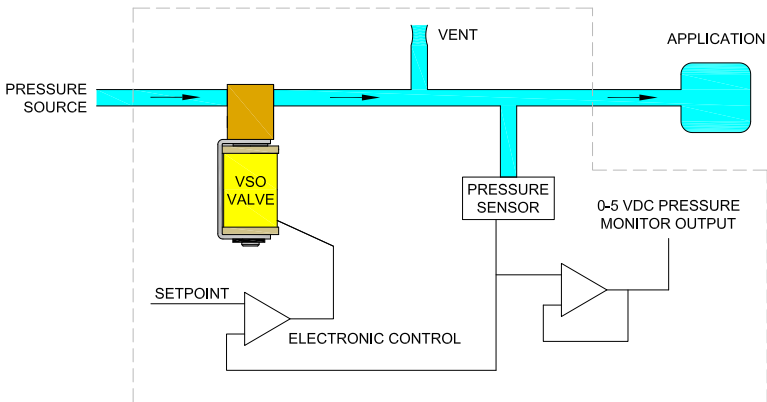 VENT
APPLICATION
PRESSURE
SOURCE
VSO
VALVE
PRESSURE
SENSOR
0-5 VDC PRESSURE
MONITOR OUTPUT
SETPOINT
ELECTRONIC CONTROL